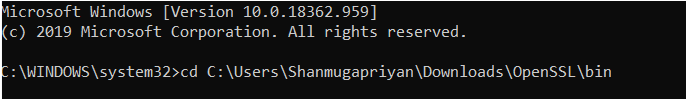 Microsoft Windows [Version 10.0.18362.959]
(c) 2019 Microsoft Corporation. All rights reserved.
C:\WINDOWS\system32>cd C:\Users\Shanmugapriyan\Downloads\OpenSSL\bin